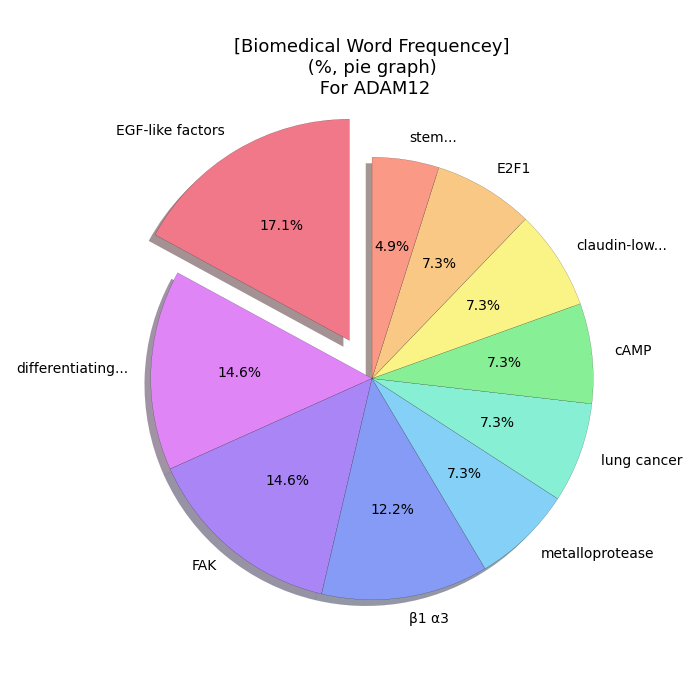 [Biomedical Word Frequencey]
(%, pie graph)
For ADAM12
EGF-like factors
17.1%
stem...
4.9%
E2F1
7.3%
claudin-low...
7.3%
cAMP
7.3%
lung cancer
7.3%
metalloprotease
7.3%
β1 α3
12.2%
FAK
14.6%
differentiating...
14.6%